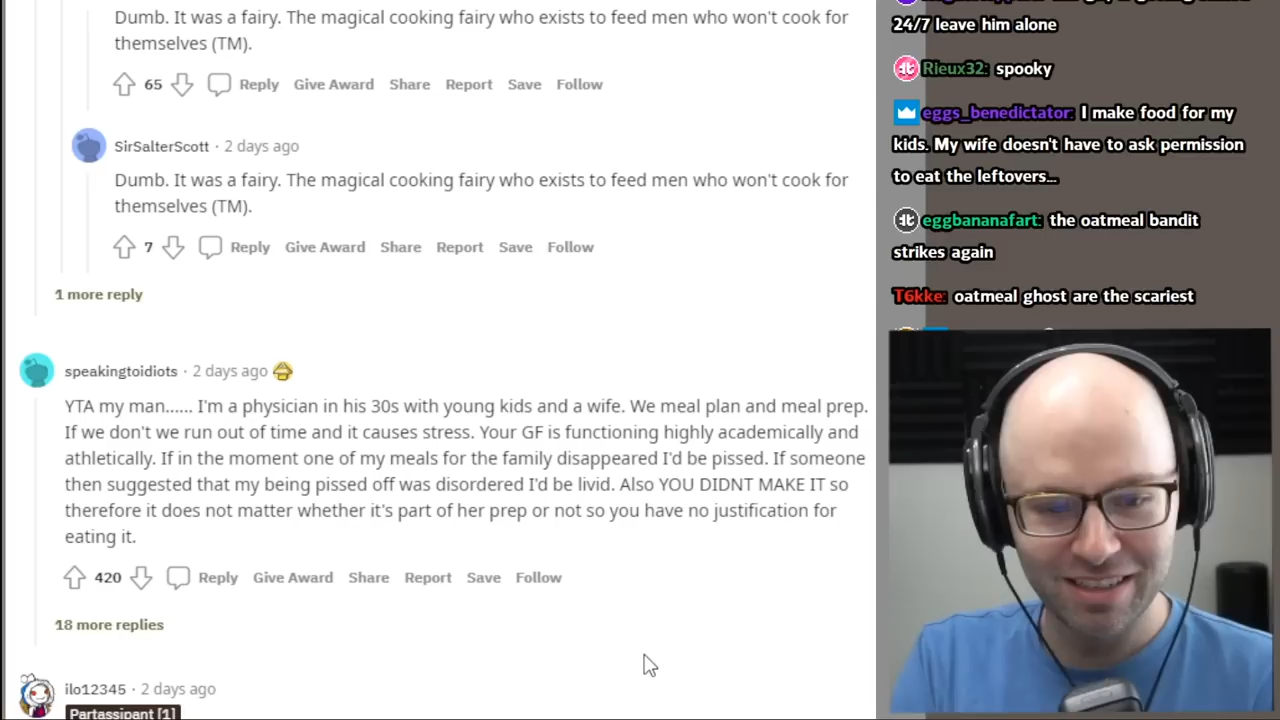 Dumb. It was a fairy. The magical cooking fairy who exists to feed men who won't cook for
themselves (TM).
65 Reply Give Award Share Report Save Follow
SirSalterScott · 2 days ago
Dumb. It was a fairy. The magical cooking fairy who exists to feed men who won't cook for
themselves (TM).
7 Reply Give Award Share Report Save Follow
1 more reply
speakingtoidiots · 2 days ago
YTA my man...... I'm a physician in his 30s with young kids and a wife. We meal plan and meal prep.
If we don't we run out of time and it causes stress. Your GF is functioning highly academically and
athletically. If in the moment one of my meals for the family disappeared I'd be pissed. If someone
then suggested that my being pissed off was disordered I'd be livid. Also YOU DIDNT MAKE IT so
therefore it does not matter whether it's part of her prep or not so you have no justification for
eating it.
420 Reply Give Award Share Report Save Follow
18 more replies
ilo12345 · 2 days ago
Partassipant [1]
24/7 leave him alone
Rieux32: spooky
eggs_benedictator: I make food for my
kids. My wife doesn't have to ask permission
to eat the leftovers...
eggbananafart: the oatmeal bandit
strikes again
T6kke: oatmeal ghost are the scariest